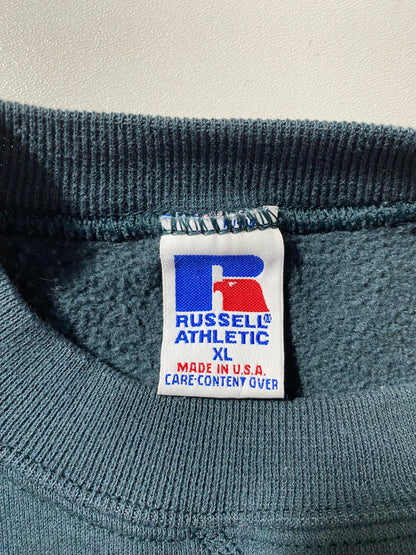 R
RUSSELL®
ATHLETIC
XL
MADE IN U.S.A.
CARE-CONTENT OVER